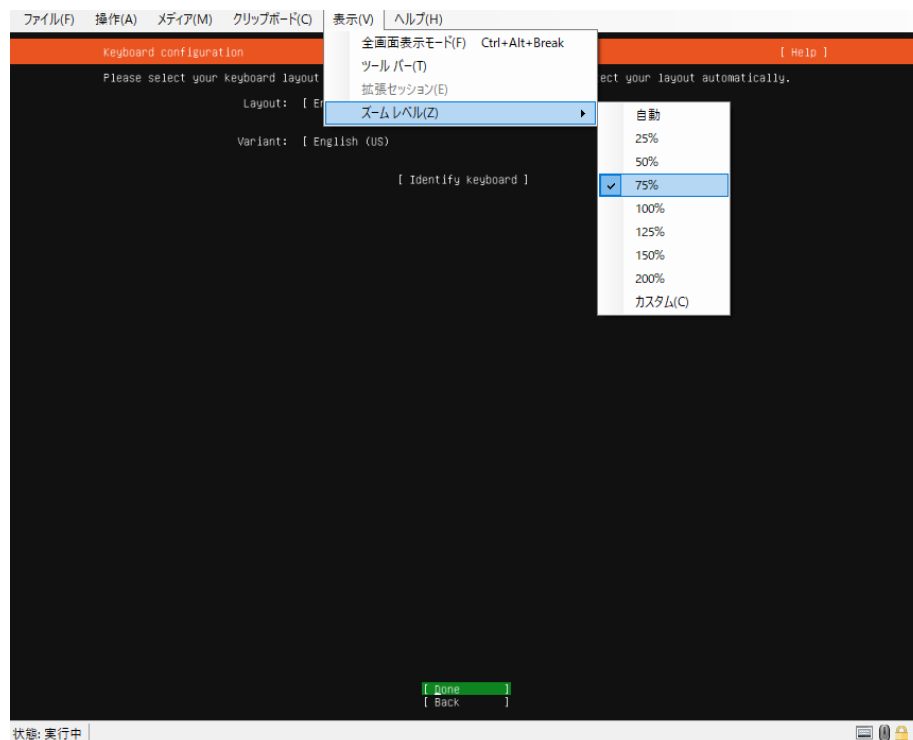 ファイル(F) 操作(A) メディア(M) クリップボード(C) 表示(V) ヘルプ(H)
全画面表示モード(F) Ctrl+Alt+Break
Keyboard configuration [ Help ]
ツール バー(T)
Please select your keyboard layout ect your layout automatically.
拡張セッション(E)
Layout: [ E
ズーム レベル(Z)
自動
25%
Variant: [ English (US)
50%
[ Identify keyboard ]
75%
100%
125%
150%
200%
カスタム(C)
[ Done ]
[ Back ]
状態: 実行中